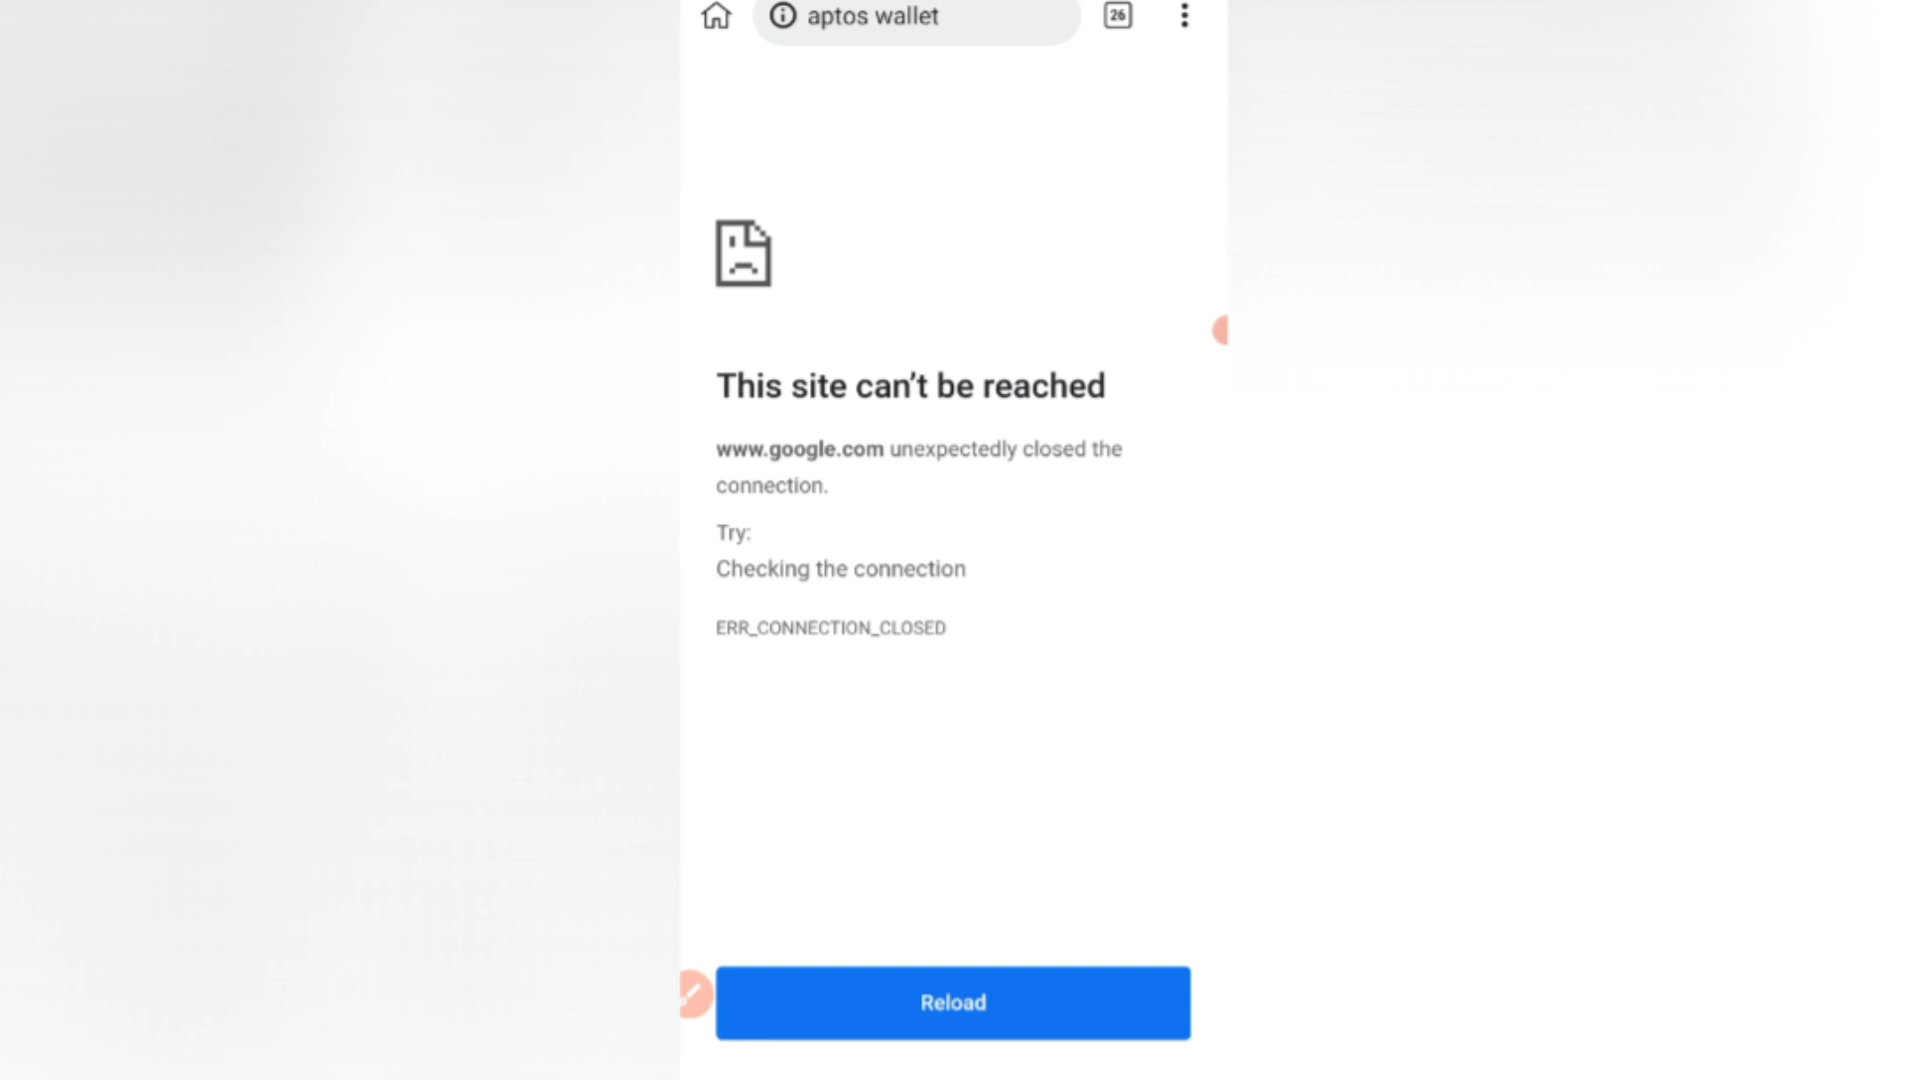 aptos wallet
26
This site can’t be reached
www.google.com unexpectedly closed the
connection.
Try:
Checking the connection
ERR_CONNECTION_CLOSED
Reload